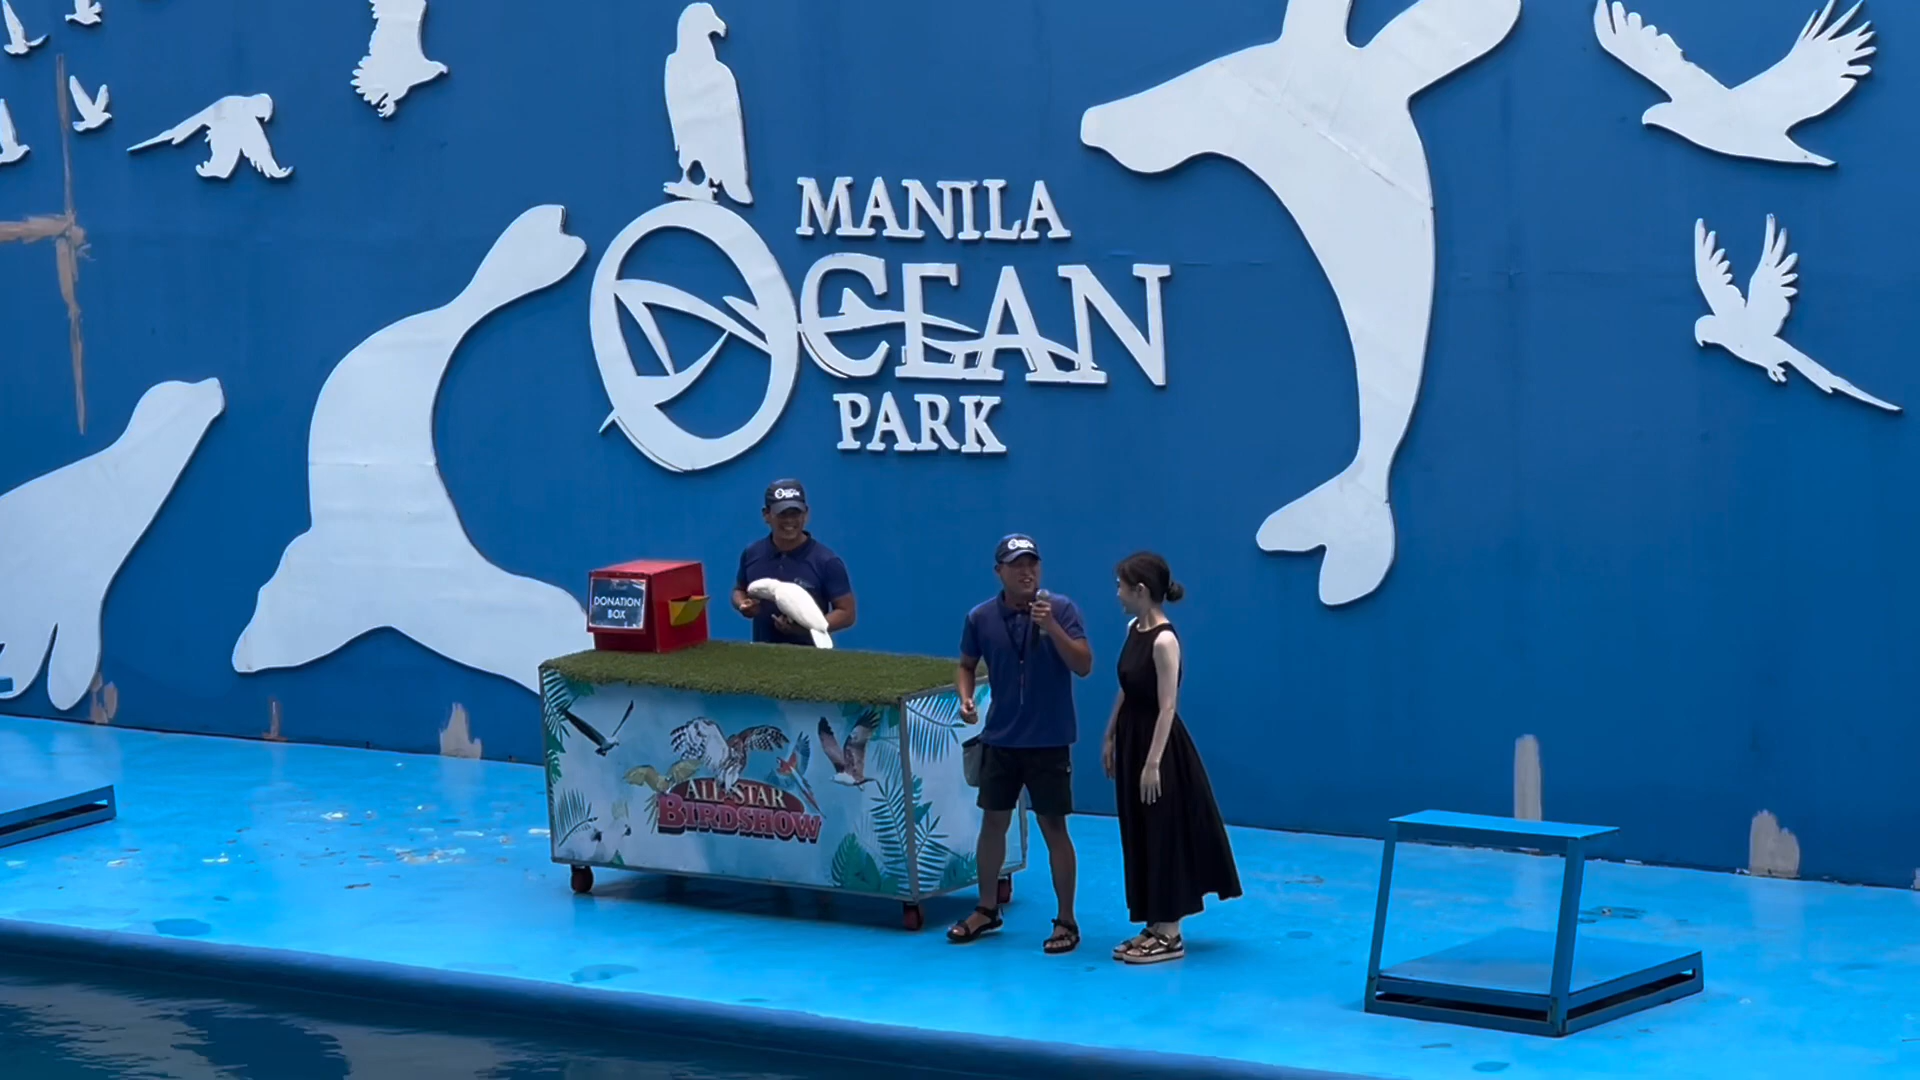 MANILA
OCEAN
PARK
DONATION
BOX
ALL-STAR
BIRDSHOW